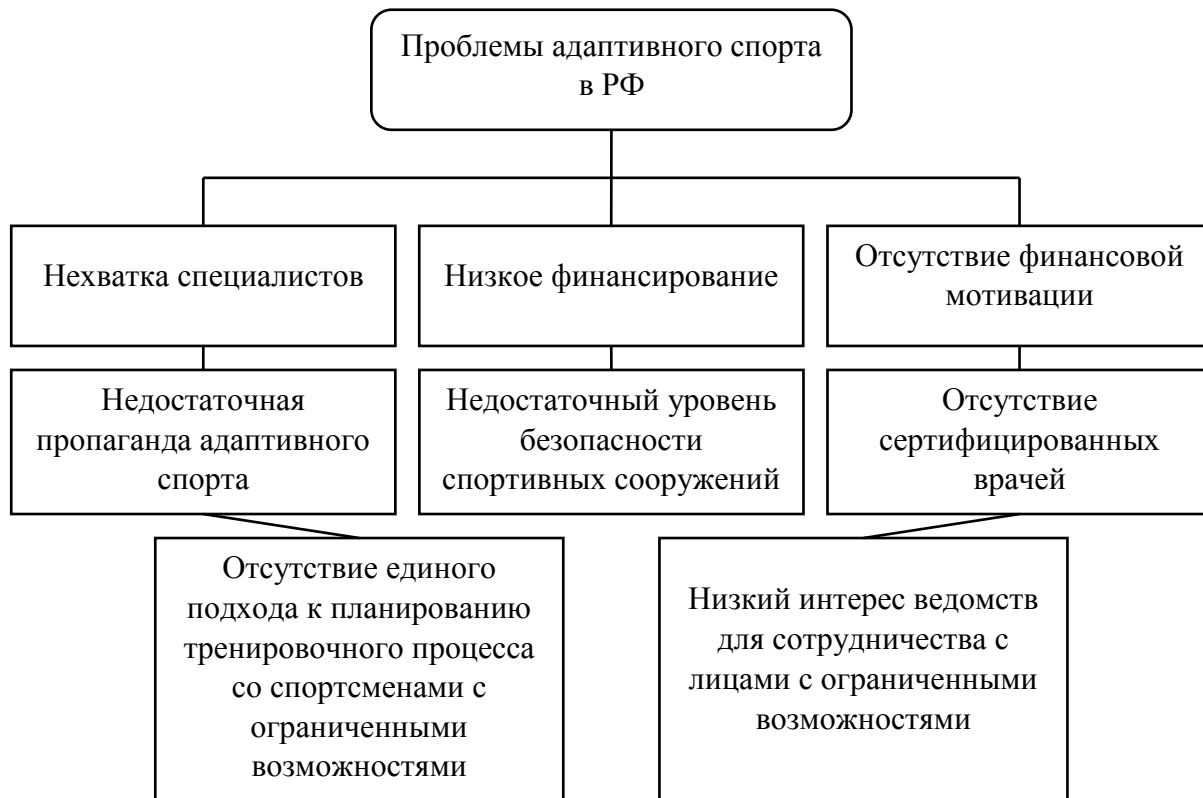 Проблемы адаптивного спорта
в РФ
Нехватка специалистов
Низкое финансирование
Отсутствие финансовой
мотивации
Недостаточная
пропаганда адаптивного
спорта
Недостаточный уровень
безопасности
спортивных сооружений
Отсутствие
сертифицированных
врачей
Отсутствие единого
подхода к планированию
тренировочного процесса
со спортсменами с
ограниченными
возможностями
Низкий интерес ведомств
для сотрудничества с
лицами с ограниченными
возможностями